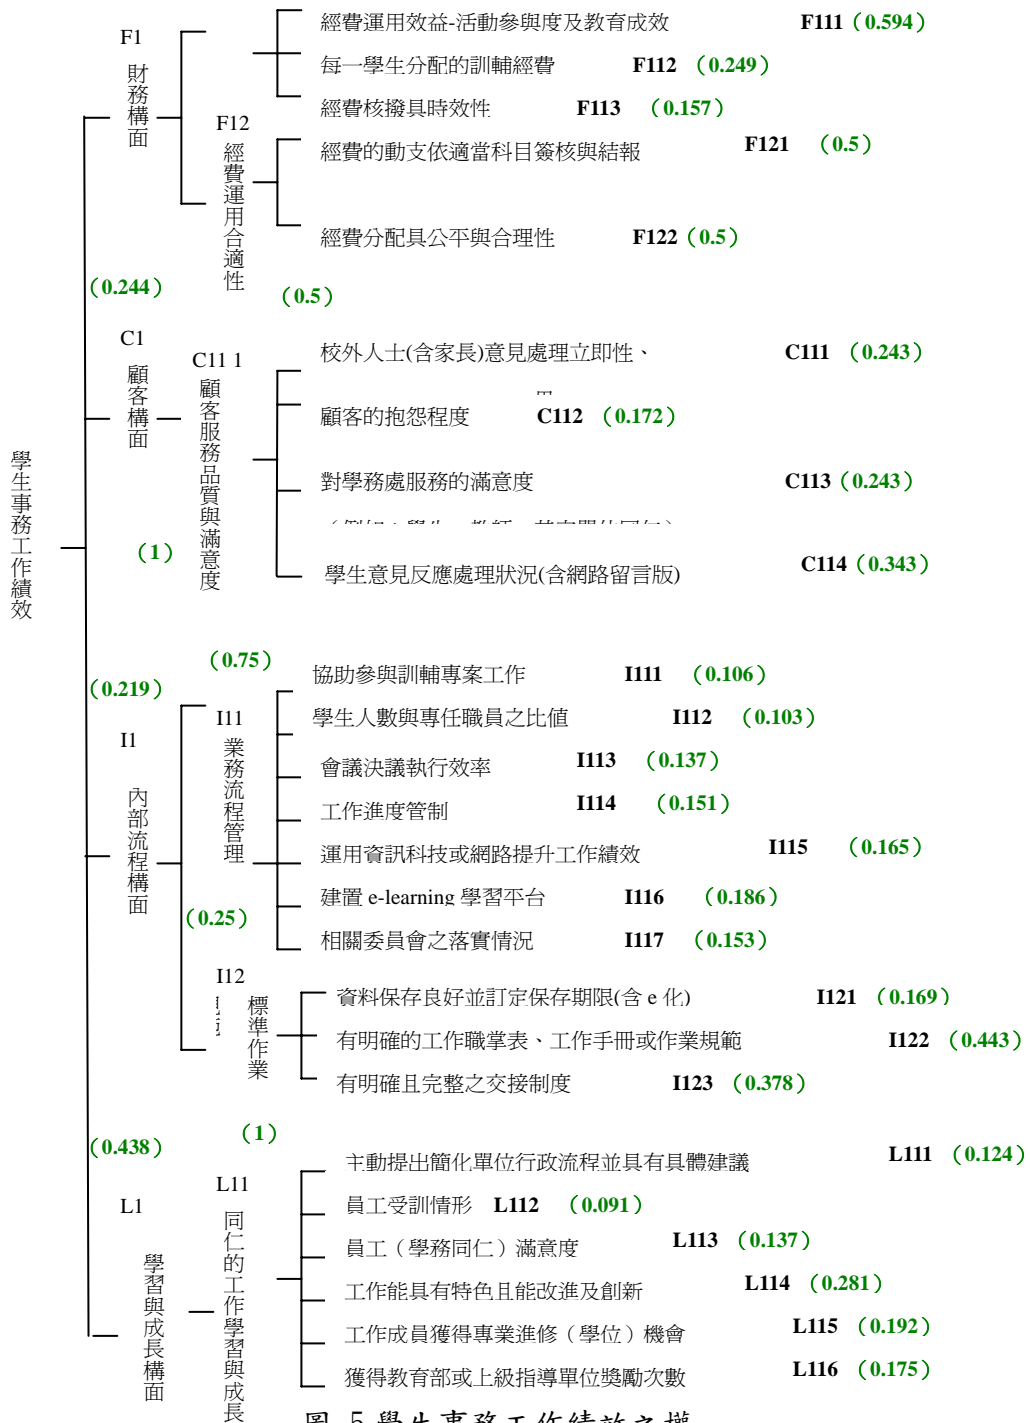 經費運用效益-活動參與度及教育成效 F111（0.594）
F1
財務構面
每一學生分配的訓輔經費 F112（0.249）
經費核撥具時效性 F113（0.157）
F12
經費運用合適性
經費的動支依適當科目簽核與結報 F121（0.5）
經費分配具公平與合理性 F122（0.5）
（0.244）
（0.5）
C1
顧客構面
C11 1
顧客服務品質與滿意度
校外人士(含家長)意見處理立即性、 C111（0.243）
顧客的抱怨程度 C112（0.172）
學生事務工作績效
對學務處服務的滿意度 C113（0.243）
（1）
學生意見反應處理狀況(含網路留言版) C114（0.343）
（0.75）
（0.219）
協助參與訓輔專案工作 I111（0.106）
I11
業務流程管理
學生人數與專任職員之比值 I112（0.103）
I1
內部流程構面
會議決議執行效率 I113（0.137）
工作進度管制 I114（0.151）
運用資訊科技或網路提升工作績效 I115（0.165）
建置 e-learning 學習平台 I116（0.186）
（0.25）
相關委員會之落實情況 I117（0.153）
I12
標準作業
資料保存良好並訂定保存期限(含 e 化) I121（0.169）
有明確的工作職掌表、工作手冊或作業規範 I122（0.443）
有明確且完整之交接制度 I123（0.378）
（0.438）
（1）
主動提出簡化單位行政流程並具有具體建議 L111（0.124）
L11
同仁的工作學習與成長
L1
學習與成長構面
員工受訓情形 L112（0.091）
員工（學務同仁）滿意度 L113（0.137）
工作能具有特色且能改進及創新 L114（0.281）
工作成員獲得專業進修（學位）機會 L115（0.192）
獲得教育部或上級指導單位獎勵次數 L116（0.175）
圖 5 學生事務工作績效之權